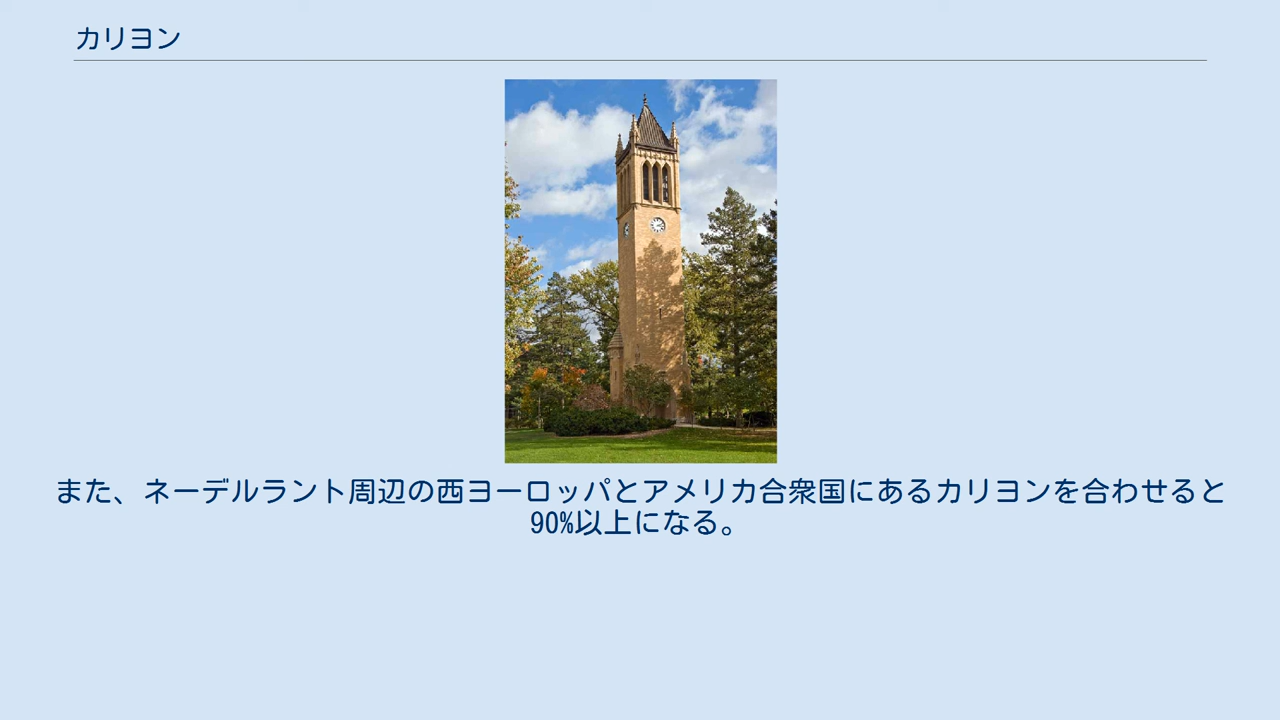 カリヨン
また、ネーデルラント周辺の西ヨーロッパとアメリカ合衆国にあるカリヨンを合わせると
90%以上になる。